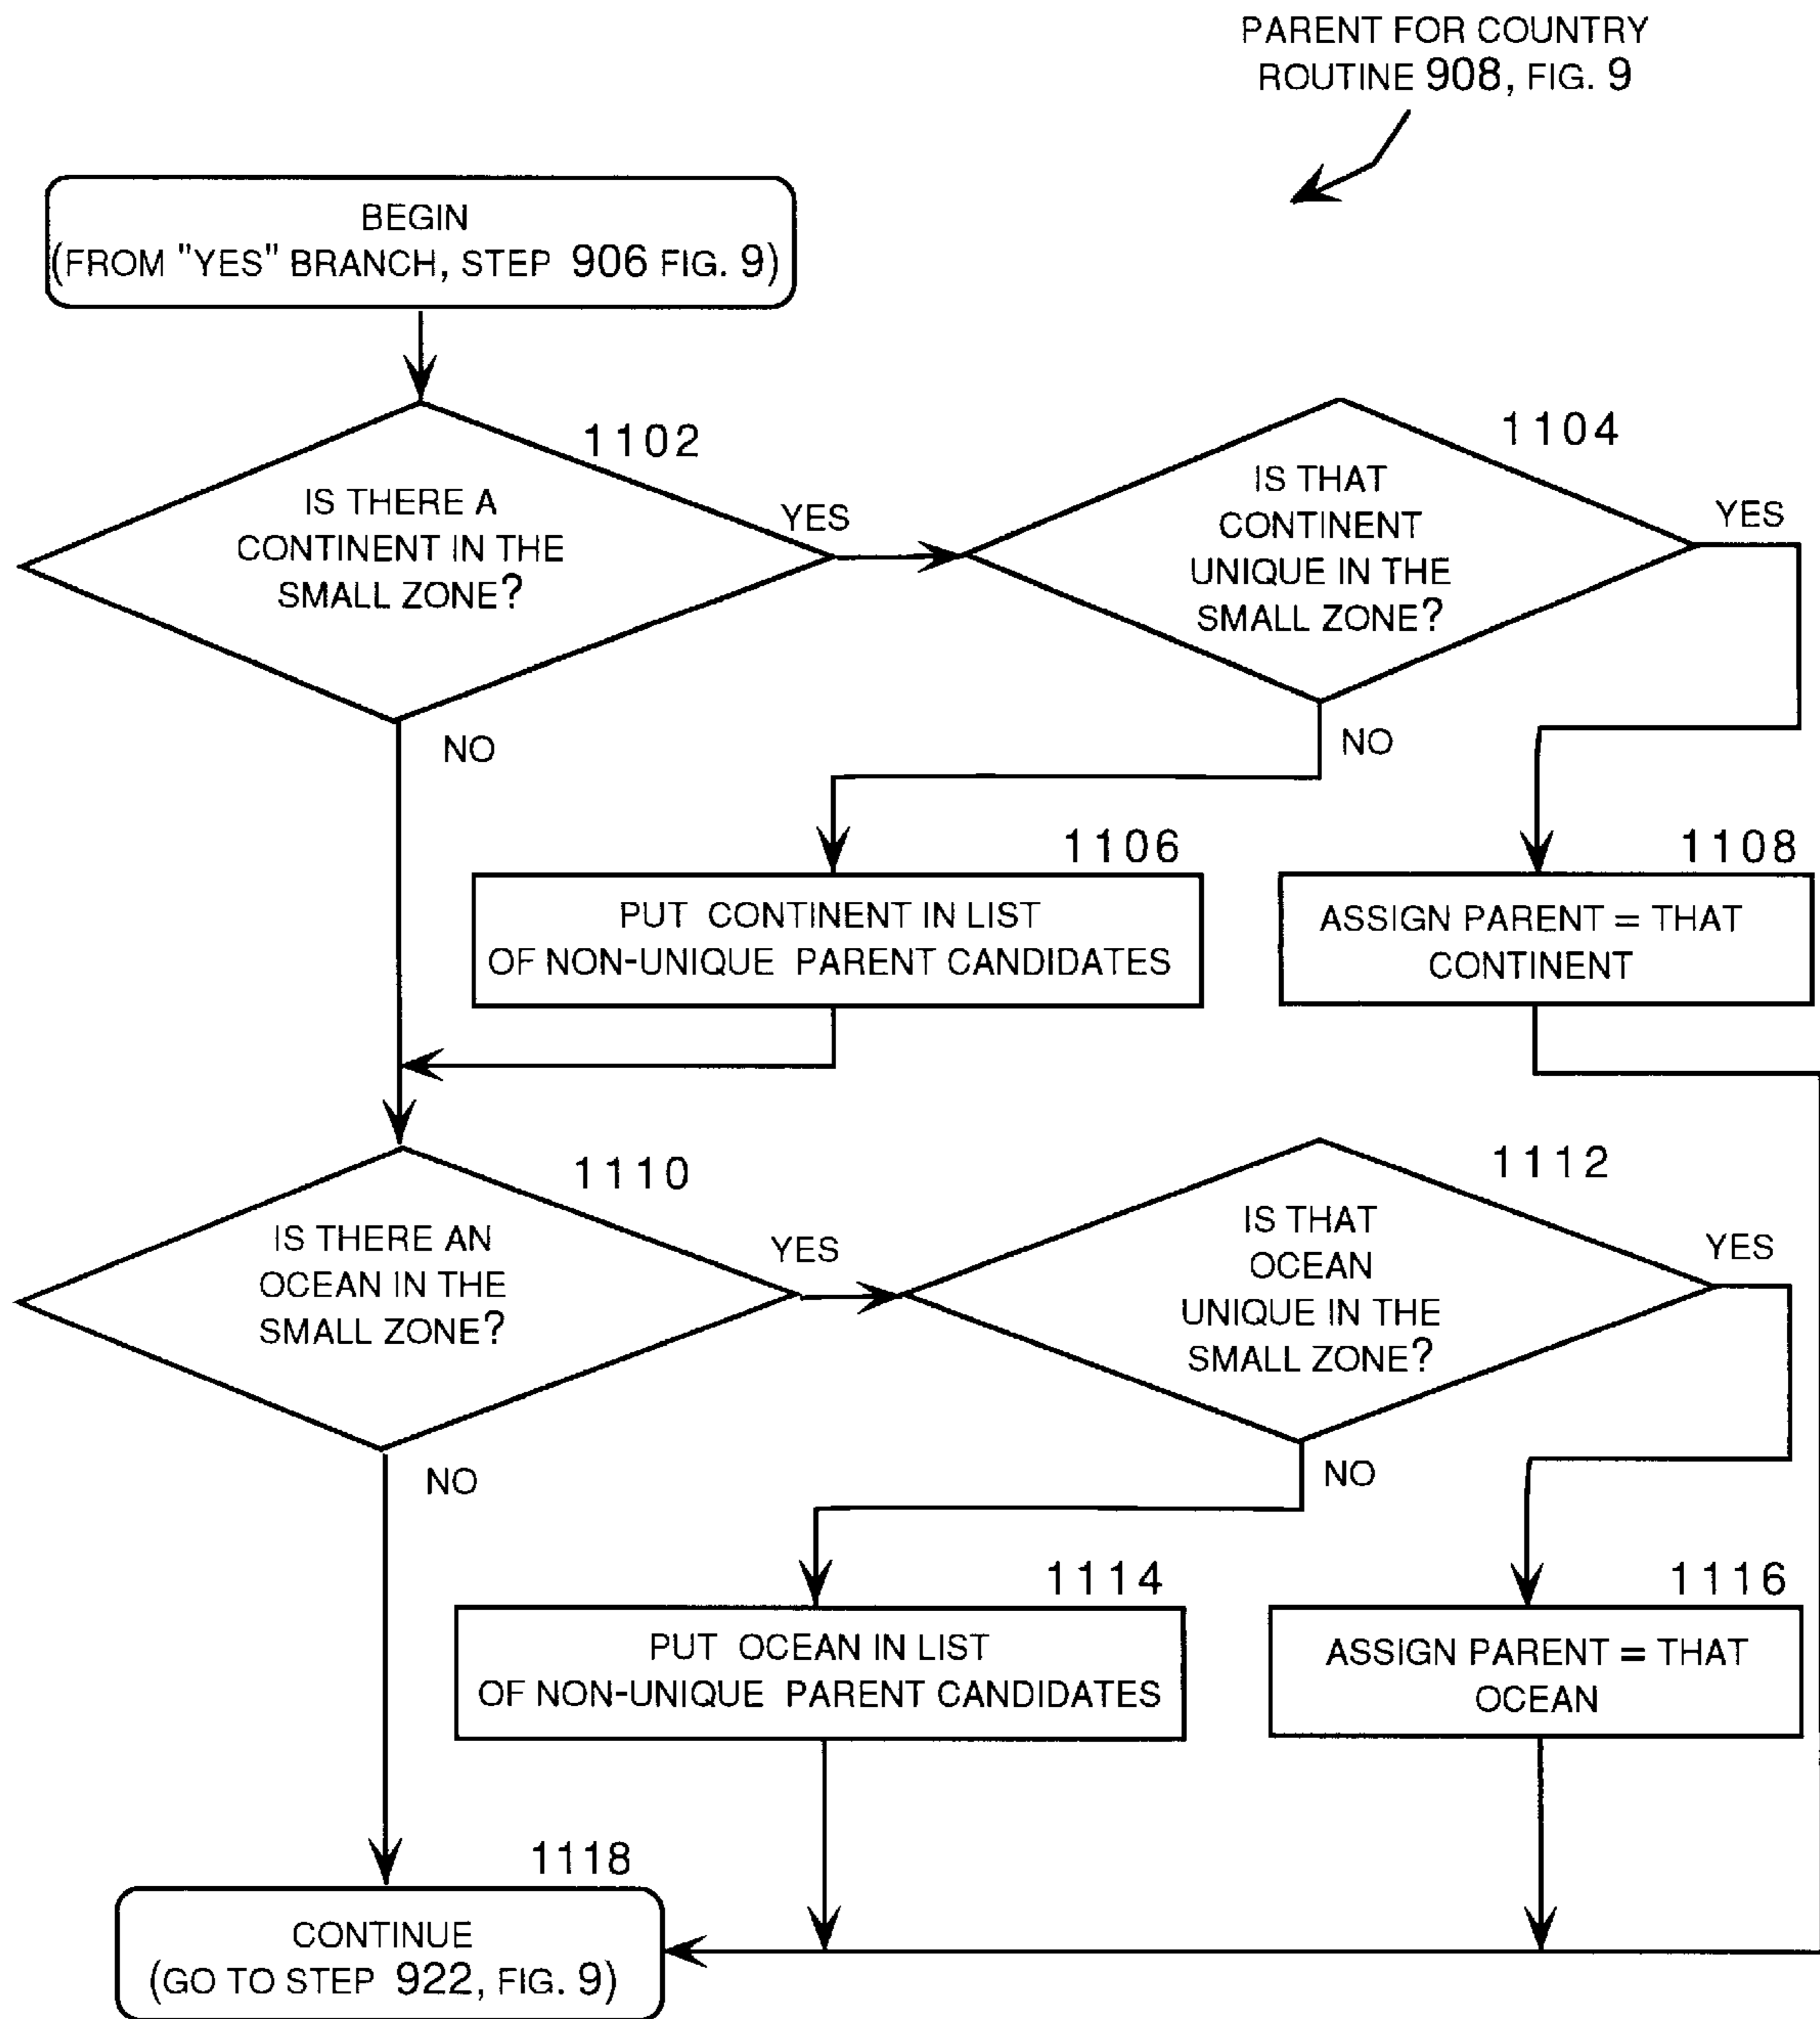 PARENT FOR COUNTRY
ROUTINE 908, FIG. 9
BEGIN
(FROM "YES" BRANCH, STEP 906 FIG. 9)
1102
IS THERE A
CONTINENT IN THE
SMALL ZONE?
YES
NO
1104
IS THAT
CONTINENT
UNIQUE IN THE
SMALL ZONE?
YES
NO
1106
PUT CONTINENT IN LIST
OF NON-UNIQUE PARENT CANDIDATES
1108
ASSIGN PARENT = THAT
CONTINENT
1110
IS THERE AN
OCEAN IN THE
SMALL ZONE?
YES
NO
1112
IS THAT
OCEAN
UNIQUE IN THE
SMALL ZONE?
YES
NO
1114
PUT OCEAN IN LIST
OF NON-UNIQUE PARENT CANDIDATES
1116
ASSIGN PARENT = THAT
OCEAN
1118
CONTINUE
(GO TO STEP 922, FIG. 9)